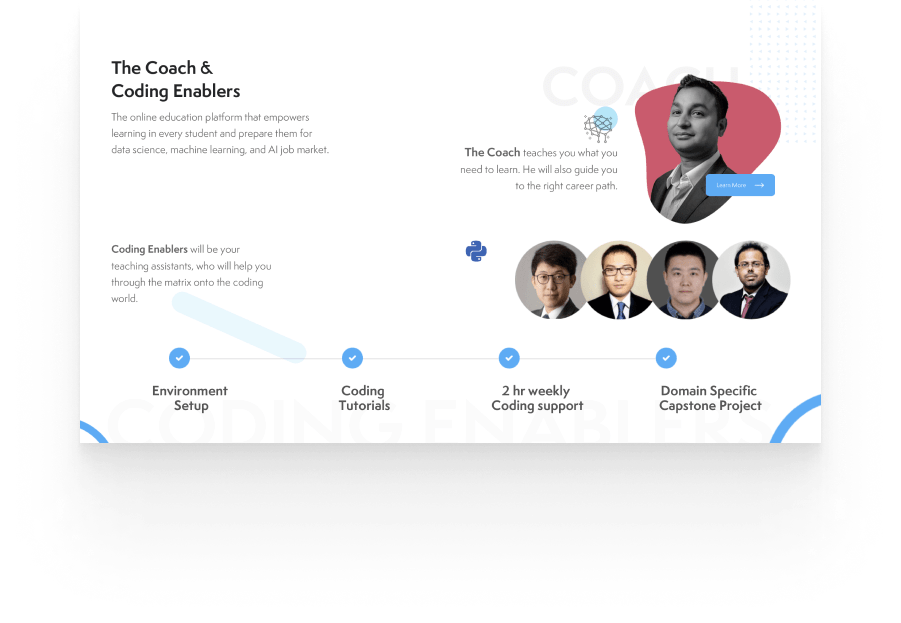 The Coach &
Coding Enablers
The online education platform that empowers
learning in every student and prepare them for
data science, machine learning, and AI job market.
COACH
The Coach teaches you what you
need to learn. He will also guide you
to the right career path.
Learn More
Coding Enablers will be your
teaching assistants, who will help you
through the matrix onto the coding
world.
Environment
Setup
Coding
Tutorials
2 hr weekly
Coding support
Domain Specific
Capstone Project
CODING ENABLERS